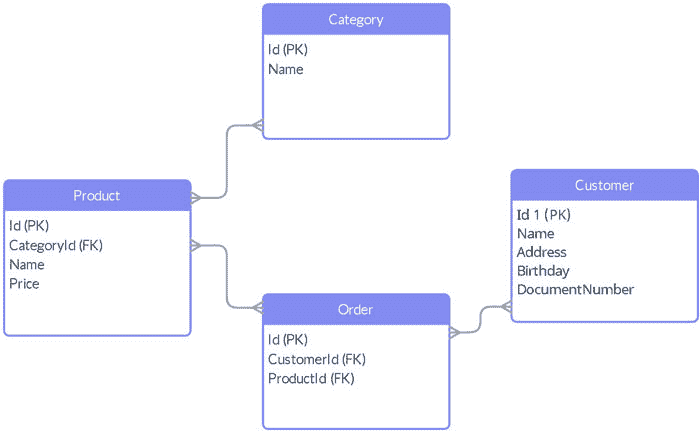 Category
Id (PK)
Name
Product
Id (PK)
CategoryId (FK)
Name
Price
Customer
Id 1 (PK)
Name
Address
Birthday
DocumentNumber
Order
Id (PK)
CustomerId (FK)
ProductId (FK)